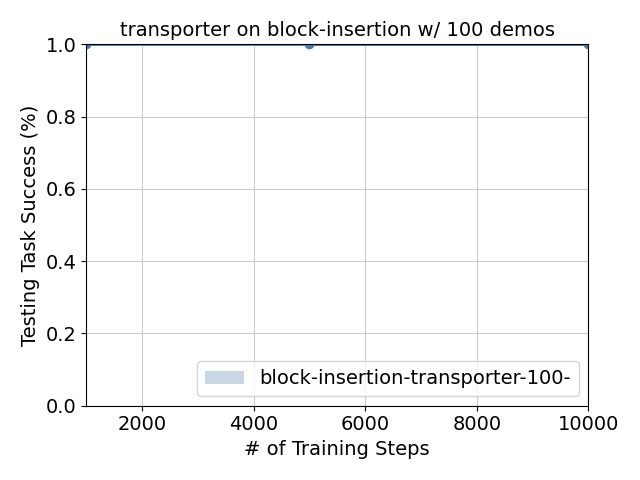 transporter on block-insertion w/ 100 demos
1.0
0.8
0.6
0.4
0.2
0.0
Testing Task Success (%)
block-insertion-transporter-100-
2000 4000 6000 8000 10000
# of Training Steps